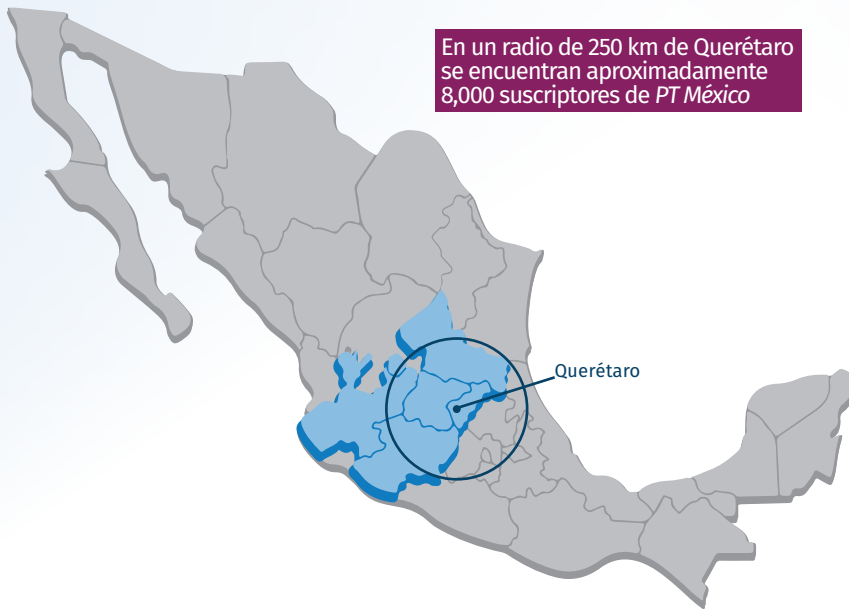 En un radio de 250 km de Querétaro
se encuentran aproximadamente
8,000 suscriptores de PT México
Querétaro